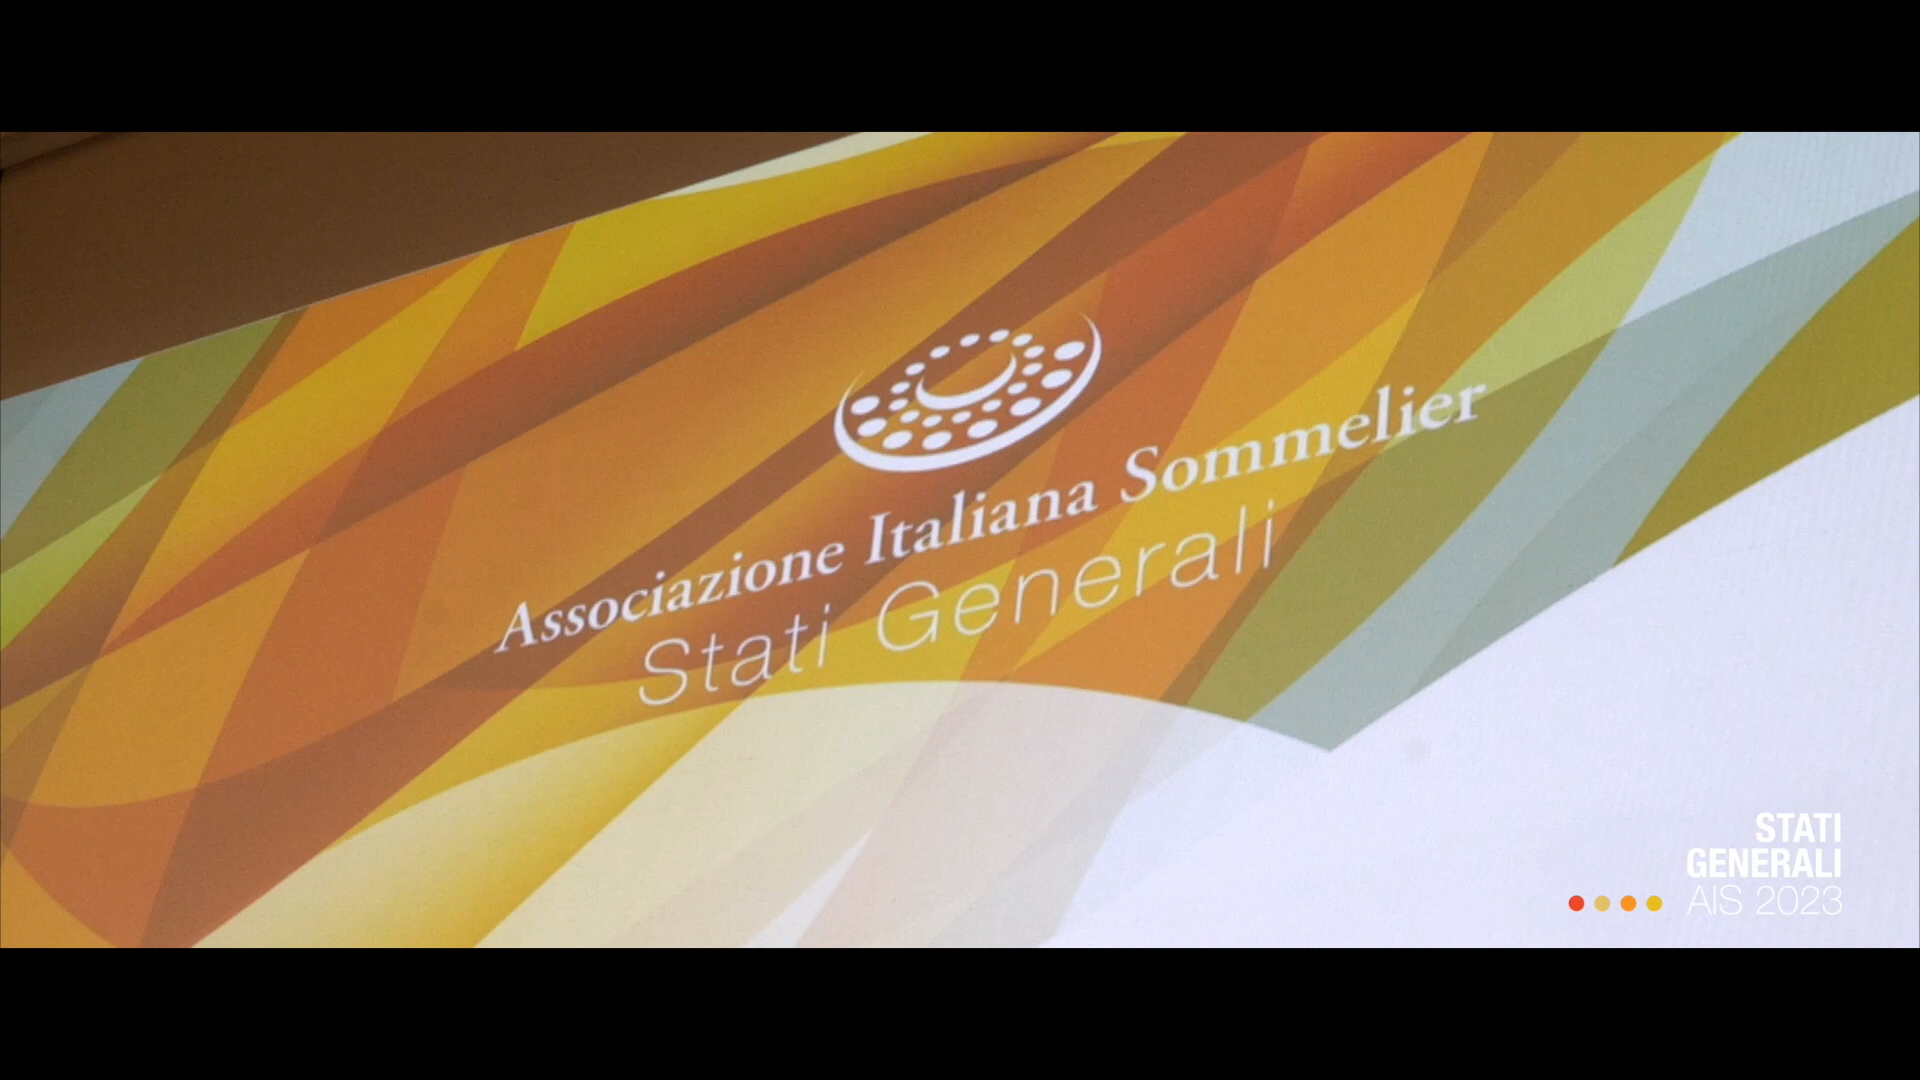 Associazione Italiana Sommelier
Stati Generali
STATI
GENERALI
AIS 2023